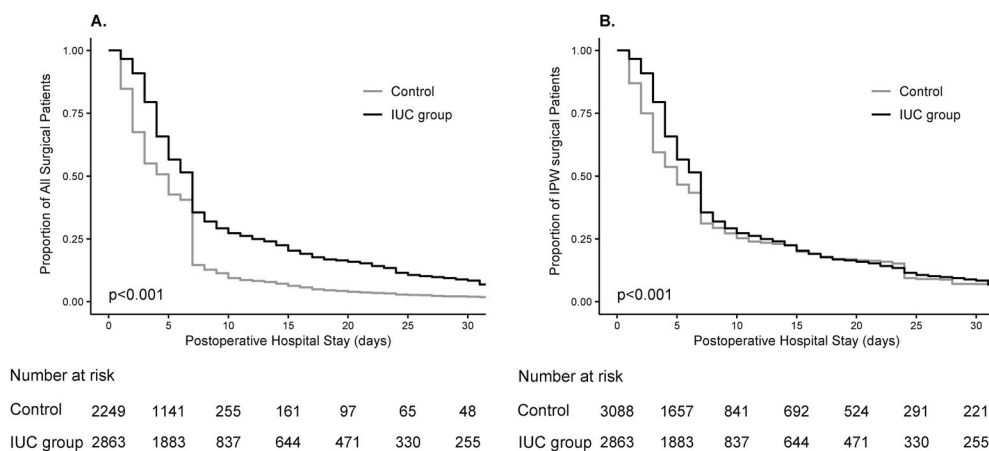 A.
1.00
0.75
0.50
0.25
0.00
Proportion of All Surgical Patients
Control
IUC group
p<0.001
0 5 10 15 20 25 30
Postoperative Hospital Stay (days)
Number at risk
Control 2249 1141 255 161 97 65 48
IUC group 2863 1883 837 644 471 330 255
B.
1.00
0.75
0.50
0.25
0.00
Proportion of IPW surgical Patients
Control
IUC group
p<0.001
0 5 10 15 20 25 30
Postoperative Hospital Stay (days)
Number at risk
Control 3088 1657 841 692 524 291 221
IUC group 2863 1883 837 644 471 330 255